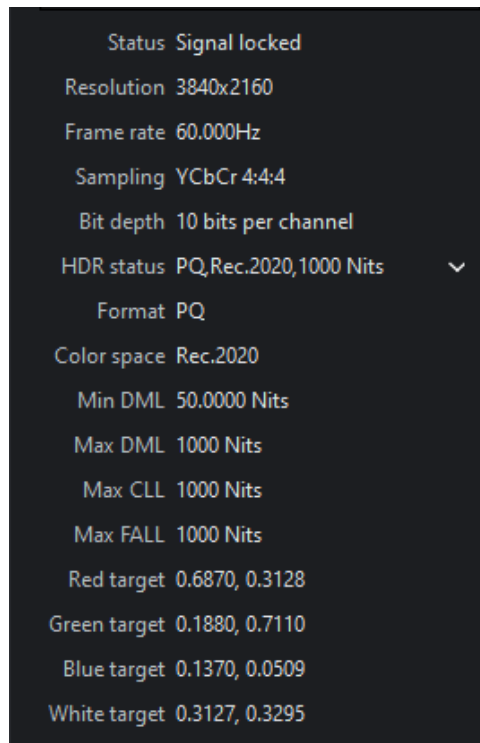 Status Signal locked
Resolution 3840x2160
Frame rate 60.000Hz
Sampling YCbCr 4:4:4
Bit depth 10 bits per channel
HDR status PQ,Rec.2020,1000 Nits
Format PQ
Color space Rec.2020
Min DML 50.0000 Nits
Max DML 1000 Nits
Max CLL 1000 Nits
Max FALL 1000 Nits
Red target 0.6870, 0.3128
Green target 0.1880, 0.7110
Blue target 0.1370, 0.0509
White target 0.3127, 0.3295